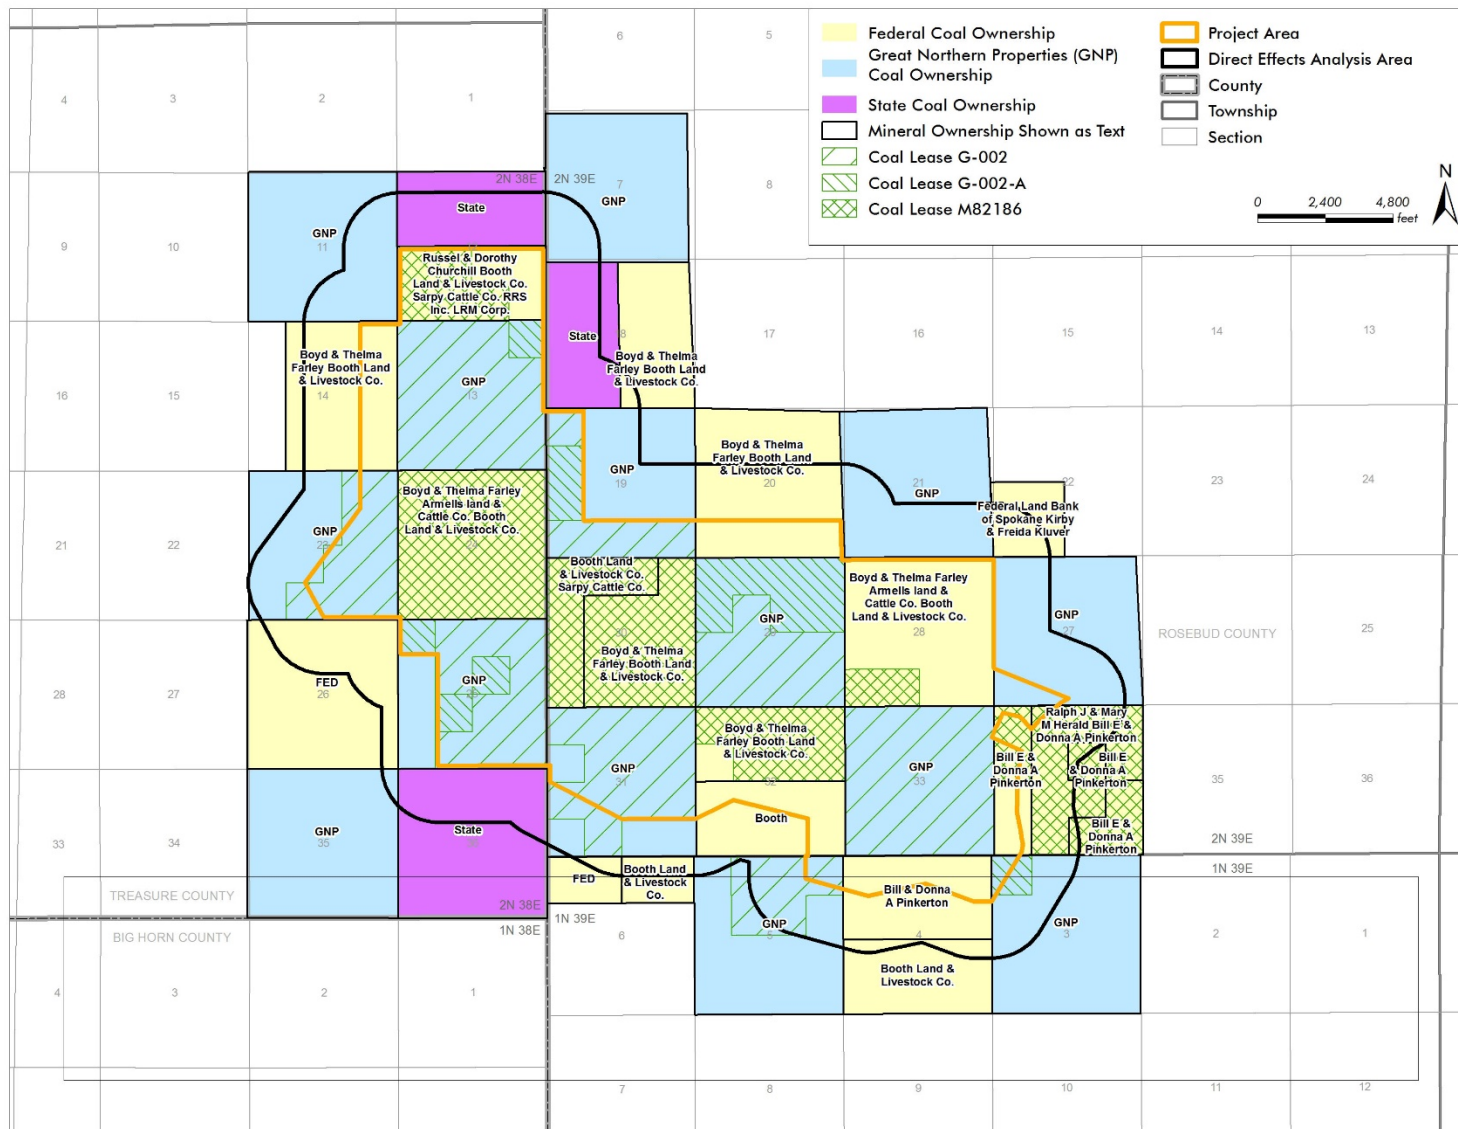 6
5
Federal Coal Ownership
Great Northern Properties (GNP)
Coal Ownership
State Coal Ownership
Mineral Ownership Shown as Text
Coal Lease G-002
Coal Lease G-002-A
Coal Lease M82186
Project Area
Direct Effects Analysis Area
County
Township
Section
N
0 2,400 4,800
feet
4
3
2
1
2N 38E
2N 39E
7
GNP
8
State
9
10
GNP
11
Russel & Dorothy
Churchill Booth
Land & Livestock Co.
Sarpy Cattle Co. RRS
Inc. LRM Corp.
State
8
Boyd & Thelma
Farley Booth Land
& Livestock Co.
17
16
15
14
13
16
15
Boyd & Thelma
Farley Booth Land
& Livestock Co.
14
GNP
13
GNP
19
Boyd & Thelma
Farley Booth Land
& Livestock Co.
20
21
GNP
22
Federal Land Bank
of Spokane Kirby
& Freida Kluver
23
24
21
22
GNP
23
Boyd & Thelma Farley
Armells land &
Cattle Co. Booth
Land & Livestock Co.
24
Booth Land
& Livestock Co.
Sarpy Cattle Co.
30
Boyd & Thelma
Farley Booth Land
& Livestock Co.
GNP
29
Boyd & Thelma Farley
Armells land &
Cattle Co. Booth
Land & Livestock Co.
28
GNP
27
ROSEBUD COUNTY
25
28
27
FED
26
GNP
25
GNP
31
Boyd & Thelma
Farley Booth Land
& Livestock Co.
32
Booth
GNP
33
Ralph J & Mary
M Herald Bill E &
Donna A Pinkerton
Bill E &
Donna A
Pinkerton
Bill E
& Donna A
Pinkerton
Bill E &
Donna A
Pinkerton
35
36
2N 39E
1N 39E
33
34
GNP
35
State
TREASURE COUNTY
BIG HORN COUNTY
2N 38E
1N 38E
1N 39E
FED
Booth Land
& Livestock
Co.
6
GNP
5
Bill & Donna
A Pinkerton
4
Booth Land &
Livestock Co.
GNP
3
2
1
4
3
2
1
7
8
9
10
11
12